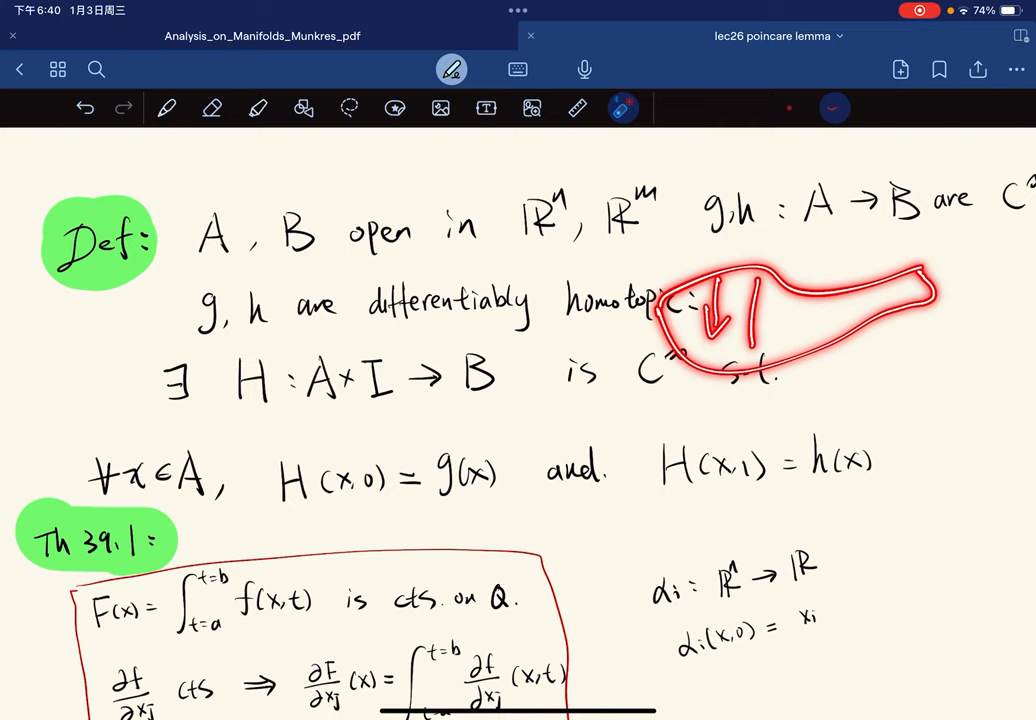 下午6:40 1月3日周三
74%
Analysis_on_Manifolds_Munkres_pdf
lec26 poincare lemma
Def: A, B open in ℝⁿ, ℝᵐ g,h : A → B are
g, h are differentiably homotopic:
∃ H : A×I → B is C^∞ s.t.
∀x∈A, H(x,0) = g(x) and. H(x,1) = h(x)
Th 39.1:
F(x) = ∫_{t=a}^{t=b} f(x,t) is cts. on Q.
αi : ℝⁿ → ℝ
αi(x,0) = xi
∂f/∂xj cts ⟹ ∂F/∂xj (x) = ∫^{t=b} ∂f/∂xj (x,t)